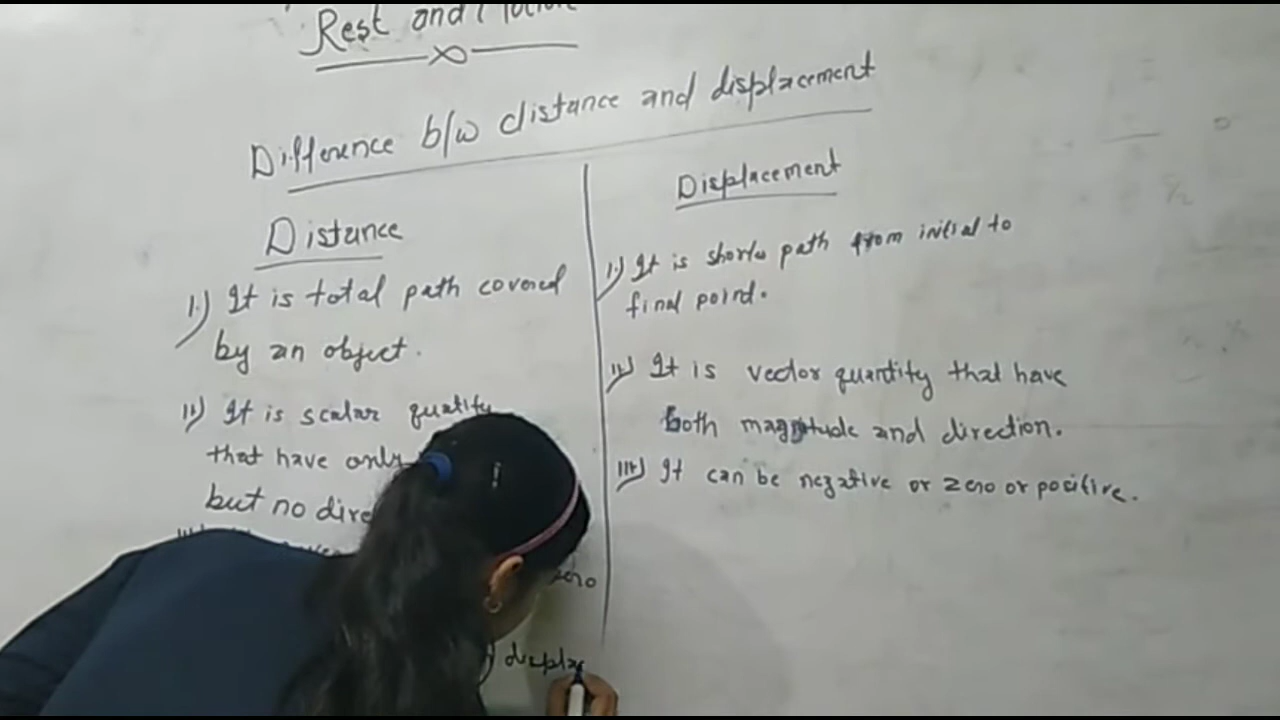 Rest and Motion
Difference b/w distance and displacement
Distance
1.) It is total path covered
by an object.
11) It is scalar quatity
that have only
but no dire
zero
displac
Displacement
1.) It is shorter path from initial to
final point.
11) It is vector quantity that have
both magnitude and direction.
111) It can be negative or zero or positive.